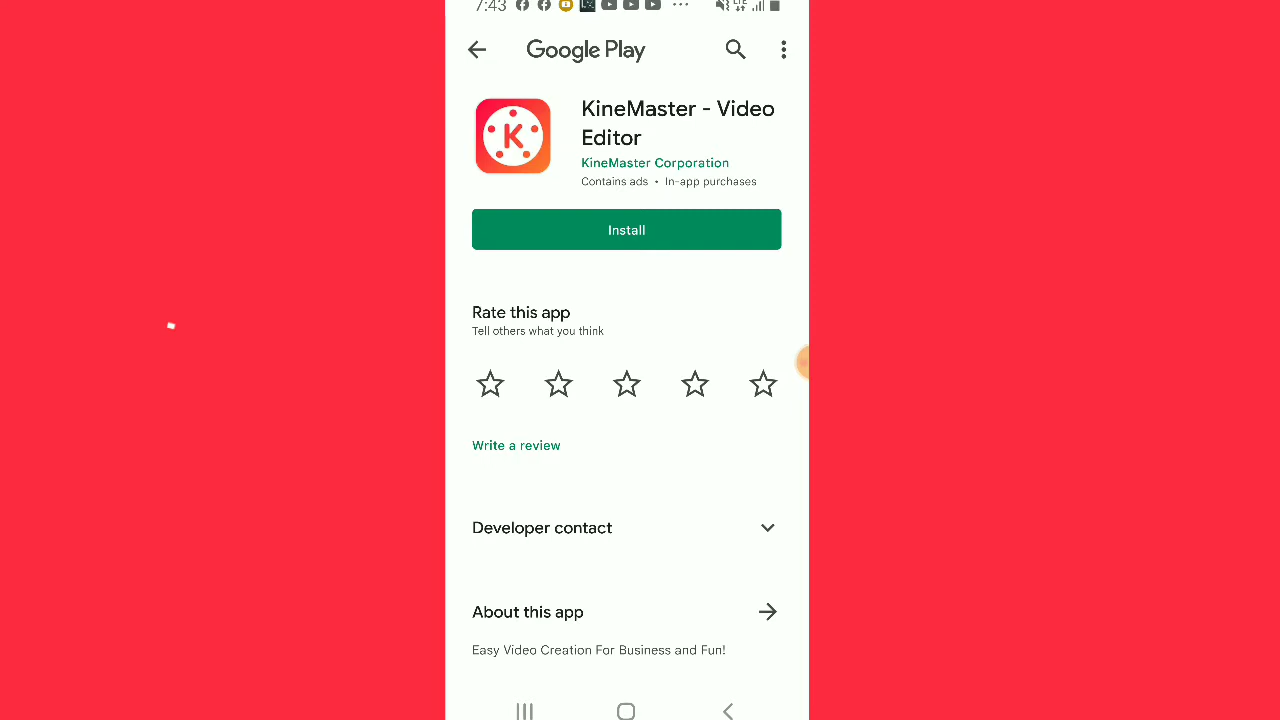 7:43
Google Play
K
KineMaster - Video
Editor
KineMaster Corporation
Contains ads • In-app purchases
Install
Rate this app
Tell others what you think
Write a review
Developer contact
About this app
Easy Video Creation For Business and Fun!